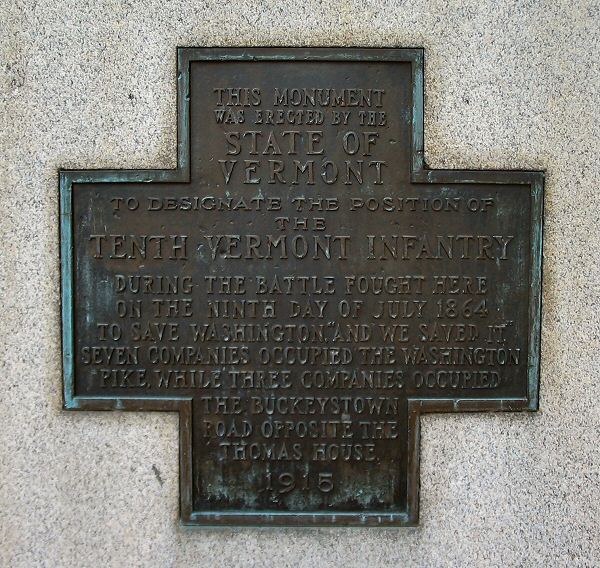 THIS MONUMENT
WAS ERECTED BY THE
STATE OF
VERMONT
TO DESIGNATE THE POSITION OF
THE
TENTH VERMONT INFANTRY
DURING THE BATTLE FOUGHT HERE
ON THE NINTH DAY OF JULY 1864
TO SAVE WASHINGTON, "AND WE SAVED IT."
SEVEN COMPANIES OCCUPIED THE WASHINGTON
PIKE, WHILE THREE COMPANIES OCCUPIED
THE BUCKEYSTOWN
ROAD OPPOSITE THE
THOMAS HOUSE.
1915